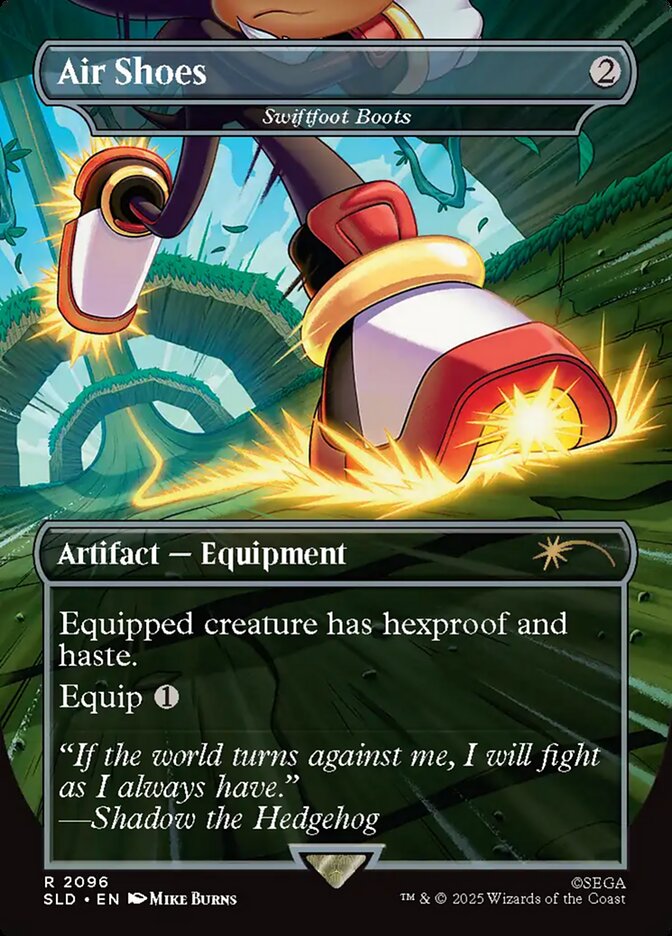 Air Shoes 2
Swiftfoot Boots
Artifact — Equipment
Equipped creature has hexproof and
haste.
Equip 1
“If the world turns against me, I will fight
as I always have.”
—Shadow the Hedgehog
R 2096 ©SEGA
SLD • EN Mike Burns ™ & © 2025 Wizards of the Coast